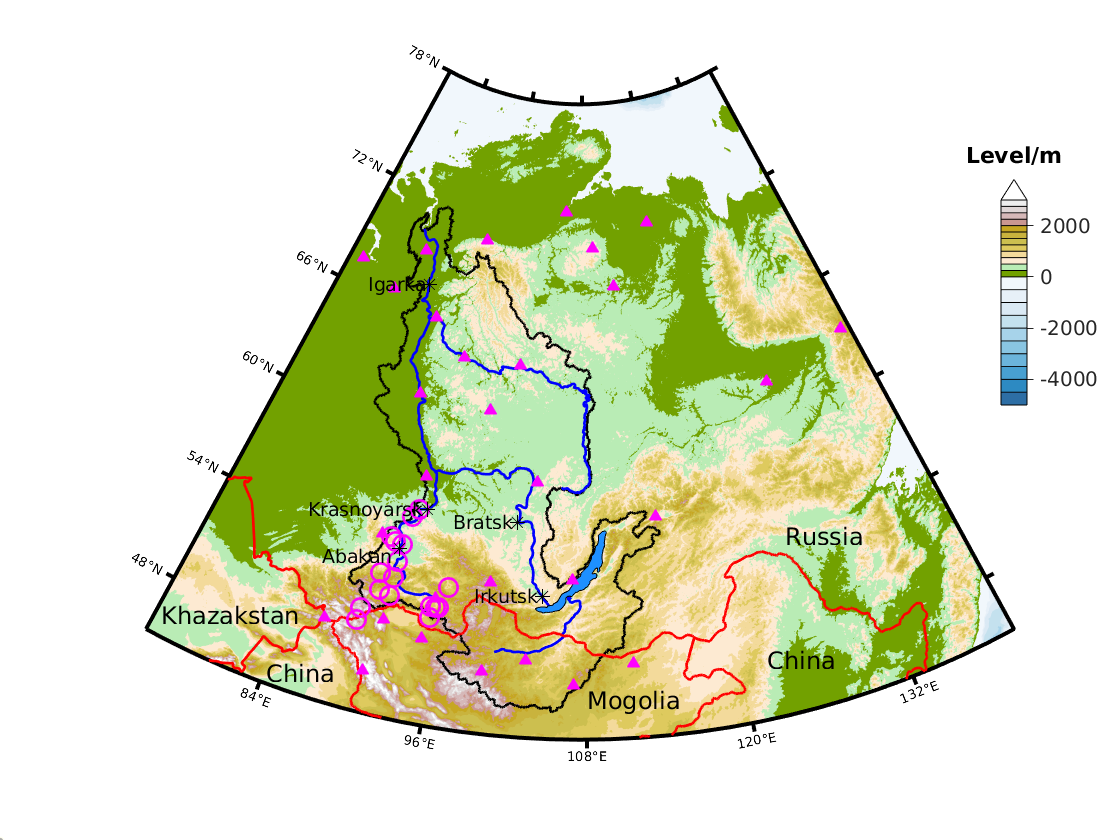 78°N
72°N
66°N
60°N
54°N
48°N
Level/m
2000
0
-2000
-4000
Igarka
Krasnoyarsk
Bratsk
Abakan
Irkutsk
Russia
Khazakstan
China
China
Mogolia
84°E
96°E
108°E
120°E
132°E